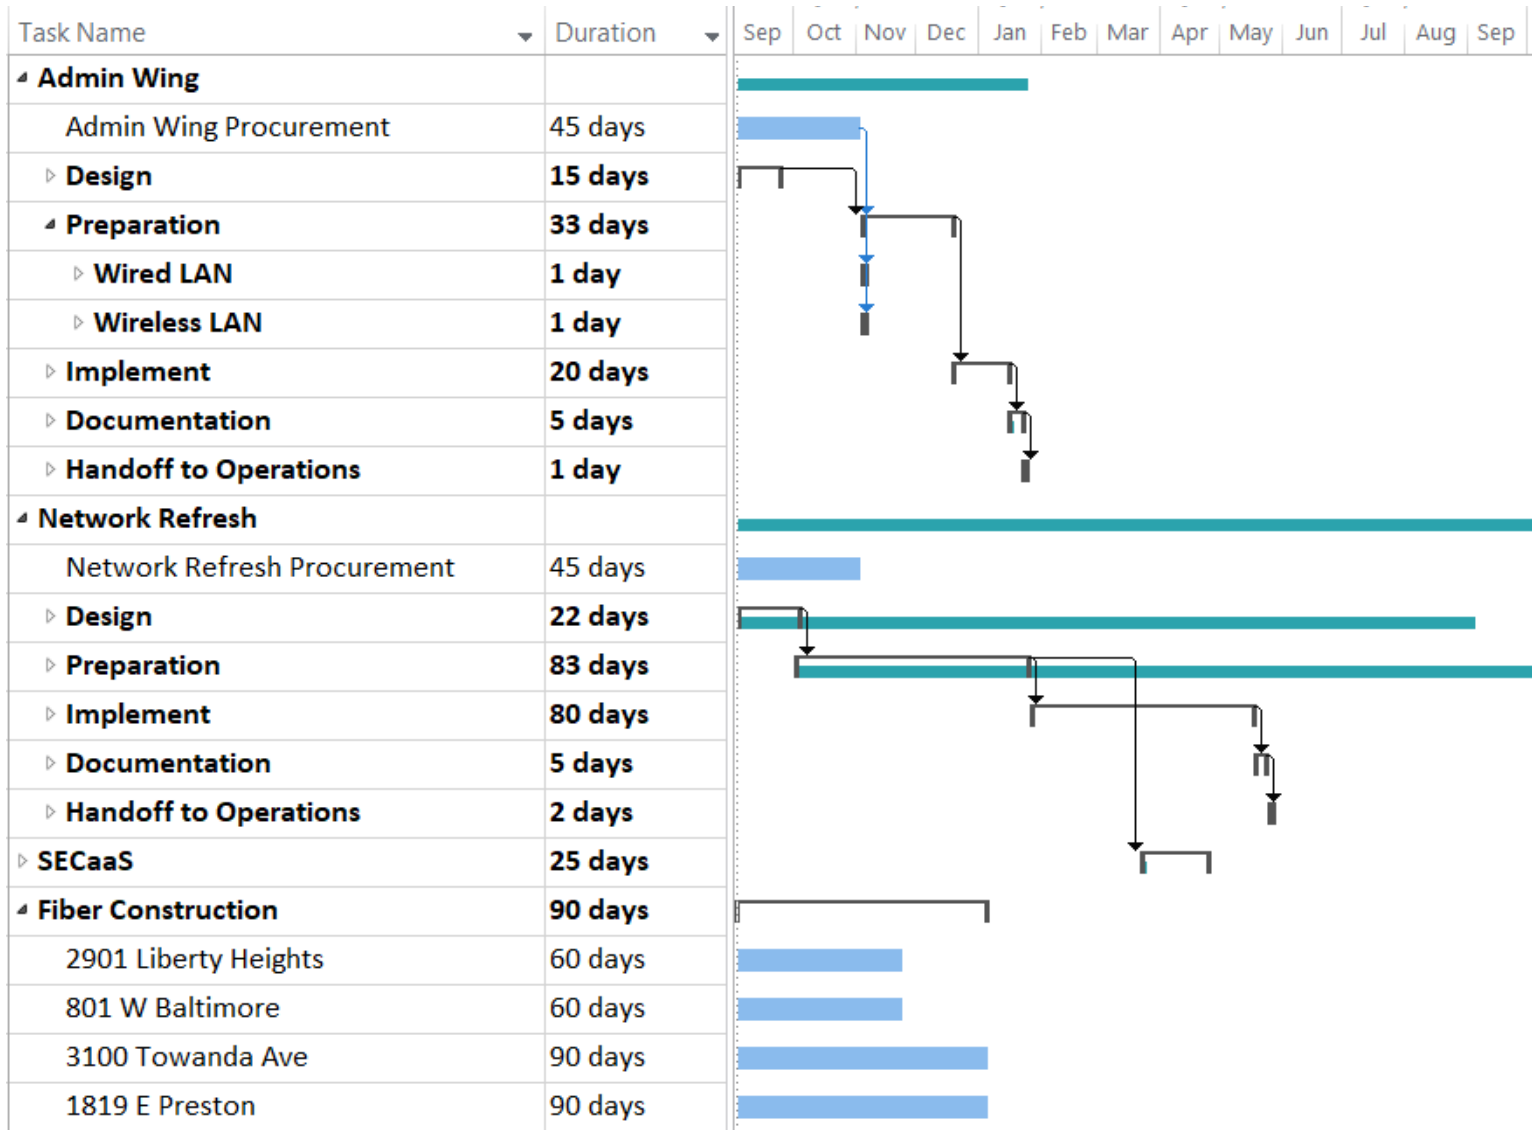 Task Name Duration Sep Oct Nov Dec Jan Feb Mar Apr May Jun Jul Aug Sep
Admin Wing
Admin Wing Procurement 45 days
Design 15 days
Preparation 33 days
Wired LAN 1 day
Wireless LAN 1 day
Implement 20 days
Documentation 5 days
Handoff to Operations 1 day
Network Refresh
Network Refresh Procurement 45 days
Design 22 days
Preparation 83 days
Implement 80 days
Documentation 5 days
Handoff to Operations 2 days
SECaaS 25 days
Fiber Construction 90 days
2901 Liberty Heights 60 days
801 W Baltimore 60 days
3100 Towanda Ave 90 days
1819 E Preston 90 days